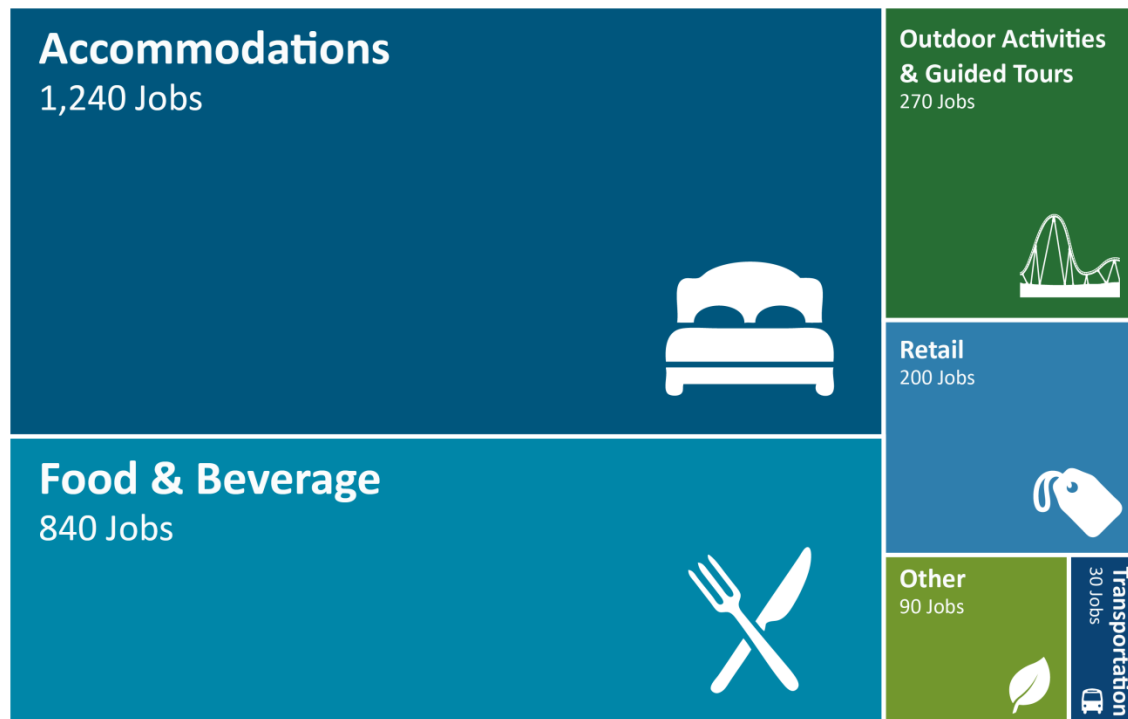 Accommodations
1,240 Jobs
Outdoor Activities
& Guided Tours
270 Jobs
Retail
200 Jobs
Food & Beverage
840 Jobs
Other
90 Jobs
Transportation
30 Jobs